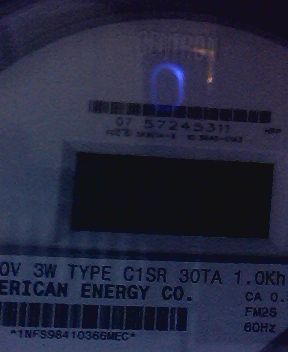 07 57245311
0V 3W TYPE C1SR 30TA 1.0Kh
ERICAN ENERGY CO.
CA 0.
FM2S
*1NFS98410366MEC*
60Hz